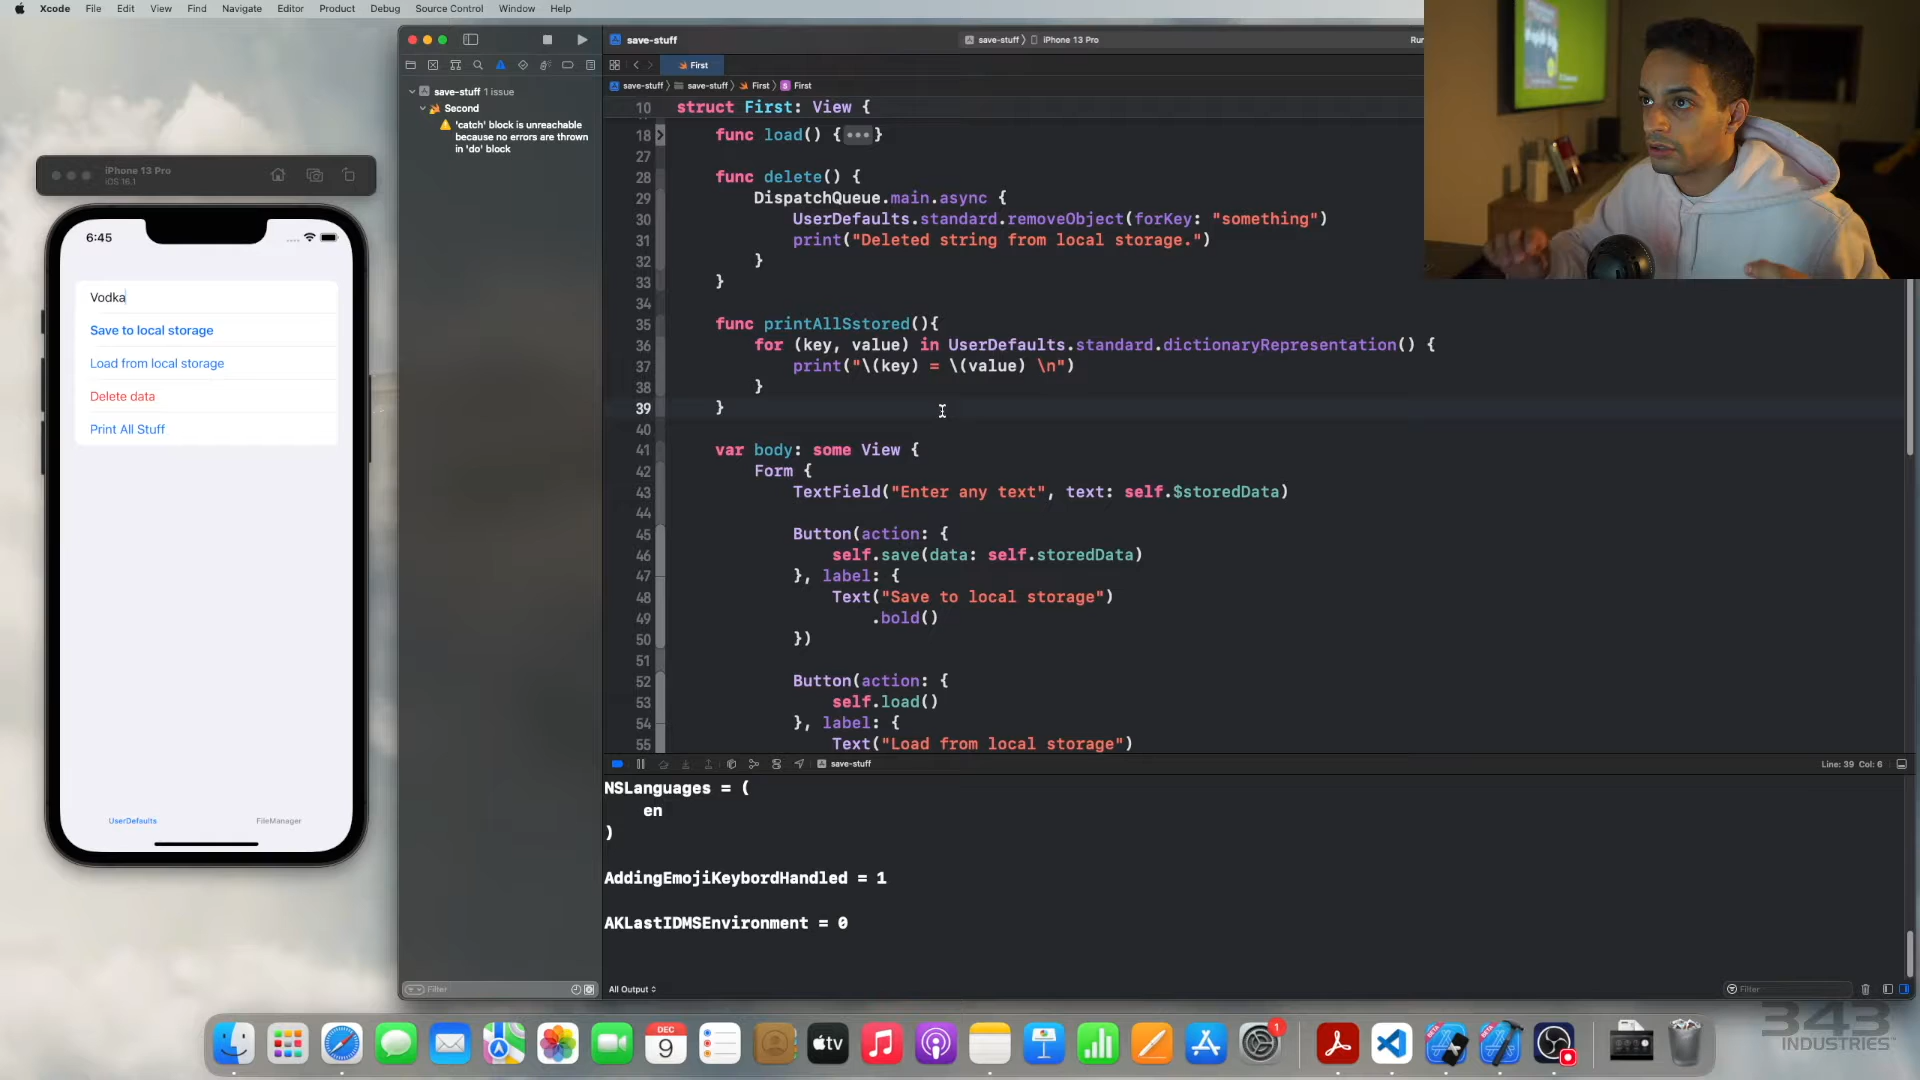 Xcode File Edit View Find Navigate Editor Product Debug Source Control Window Help
save-stuff
save-stuff 1 issue
Second
'catch' block is unreachable
because no errors are thrown
in 'do' block
Filter
iPhone 13 Pro
iOS 16.1
6:45
Vodka
Save to local storage
Load from local storage
Delete data
Print All Stuff
UserDefaults
FileManager
save-stuff iPhone 13 Pro
First
save-stuff save-stuff First First
10 struct First: View {
18 func load() {•••}
27
28 func delete() {
29 DispatchQueue.main.async {
30 UserDefaults.standard.removeObject(forKey: "something")
31 print("Deleted string from local storage.")
32 }
33 }
34
35 func printAllSstored(){
36 for (key, value) in UserDefaults.standard.dictionaryRepresentation() {
37 print("\(key) = \(value) \n")
38 }
39 }
40
41 var body: some View {
42 Form {
43 TextField("Enter any text", text: self.$storedData)
44
45 Button(action: {
46 self.save(data: self.storedData)
47 }, label: {
48 Text("Save to local storage")
49 .bold()
50 })
51
52 Button(action: {
53 self.load()
54 }, label: {
55 Text("Load from local storage")
save-stuff
Line: 39 Col: 6
NSLanguages = (
en
)
AddingEmojiKeybordHandled = 1
AKLastIDMSEnvironment = 0
All Output
Filter
DEC
9
tv
1
343
INDUSTRIES